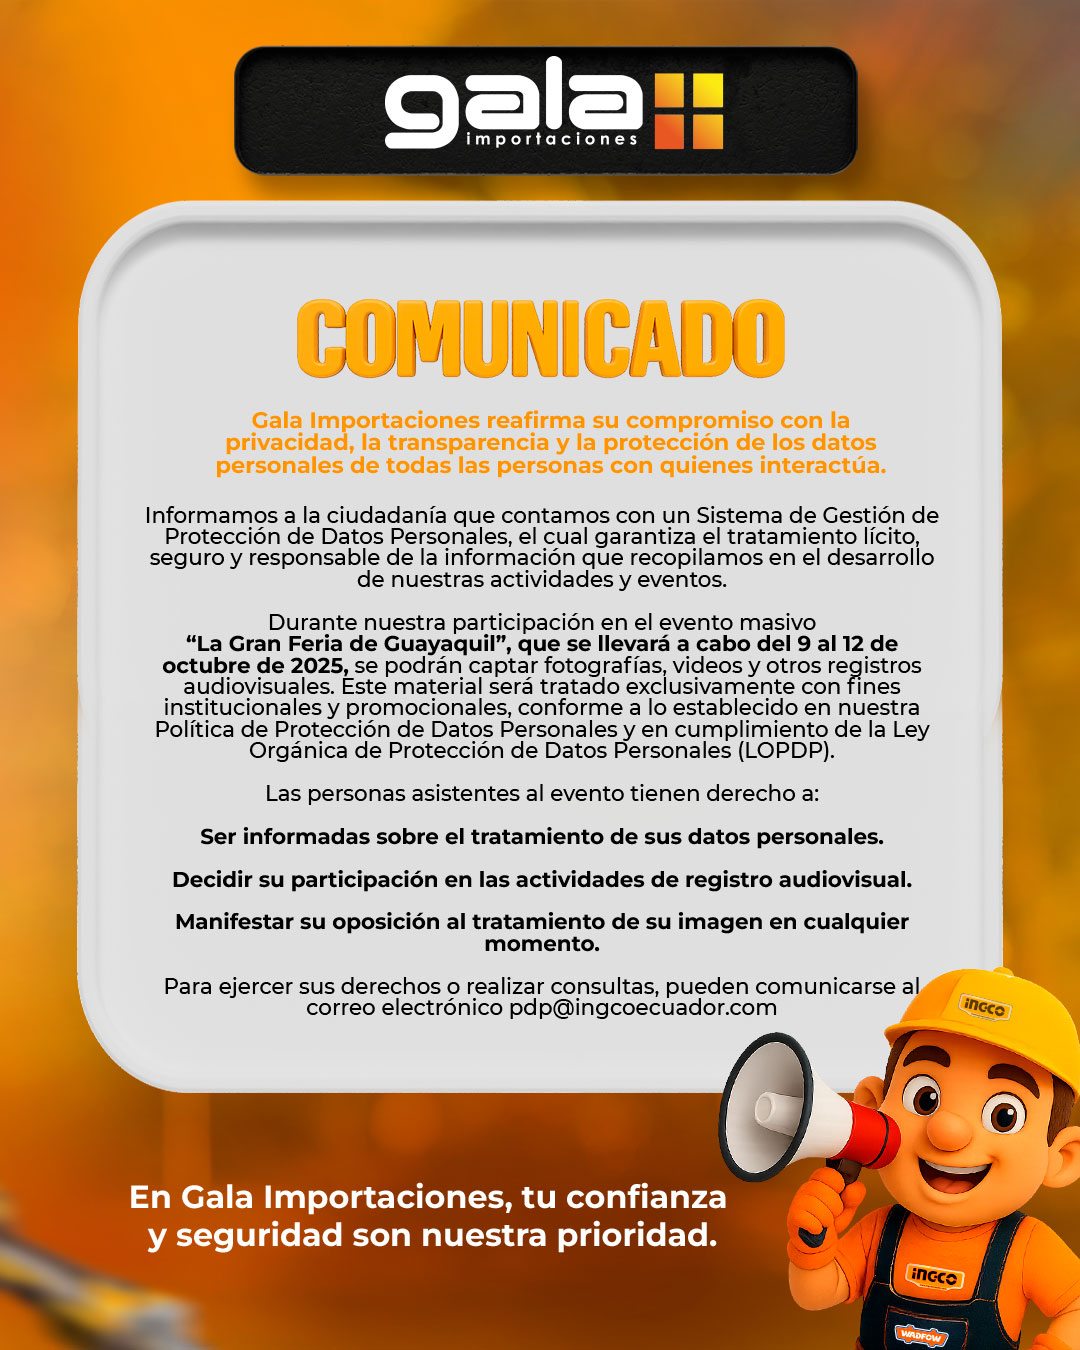 gala
importaciones
COMUNICADO
Gala Importaciones reafirma su compromiso con la
privacidad, la transparencia y la protección de los datos
personales de todas las personas con quienes interactúa.
Informamos a la ciudadanía que contamos con un Sistema de Gestión de
Protección de Datos Personales, el cual garantiza el tratamiento lícito,
seguro y responsable de la información que recopilamos en el desarrollo
de nuestras actividades y eventos.
Durante nuestra participación en el evento masivo
“La Gran Feria de Guayaquil”, que se llevará a cabo del 9 al 12 de
octubre de 2025, se podrán captar fotografías, videos y otros registros
audiovisuales. Este material será tratado exclusivamente con fines
institucionales y promocionales, conforme a lo establecido en nuestra
Política de Protección de Datos Personales y en cumplimiento de la Ley
Orgánica de Protección de Datos Personales (LOPDP).
Las personas asistentes al evento tienen derecho a:
Ser informadas sobre el tratamiento de sus datos personales.
Decidir su participación en las actividades de registro audiovisual.
Manifestar su oposición al tratamiento de su imagen en cualquier
momento.
Para ejercer sus derechos o realizar consultas, pueden comunicarse al
correo electrónico pdp@ingcoecuador.com
INGCO
En Gala Importaciones, tu confianza
y seguridad son nuestra prioridad.
INGCO
WADFOW